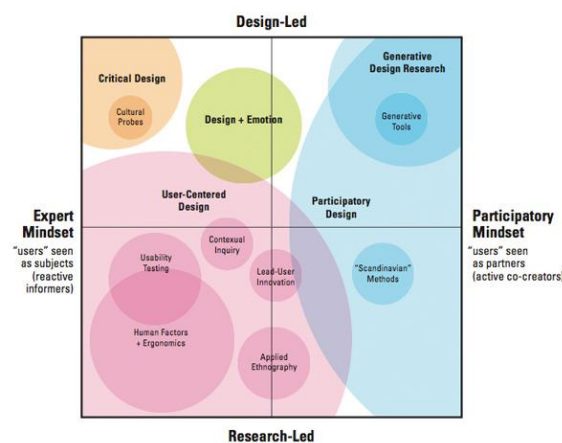 Design-Led
Critical Design
Cultural
Probes
Design + Emotion
Generative
Design Research
Generative
Tools
User-Centered
Design
Participatory
Design
Expert
Mindset
"users" seen
as subjects
(reactive
informers)
Participatory
Mindset
"users" seen
as partners
(active co-creators)
Contexual
Inquiry
Usability
Testing
Lead-User
Innovation
"Scandinavian"
Methods
Human Factors
+ Ergonomics
Applied
Ethnography
Research-Led